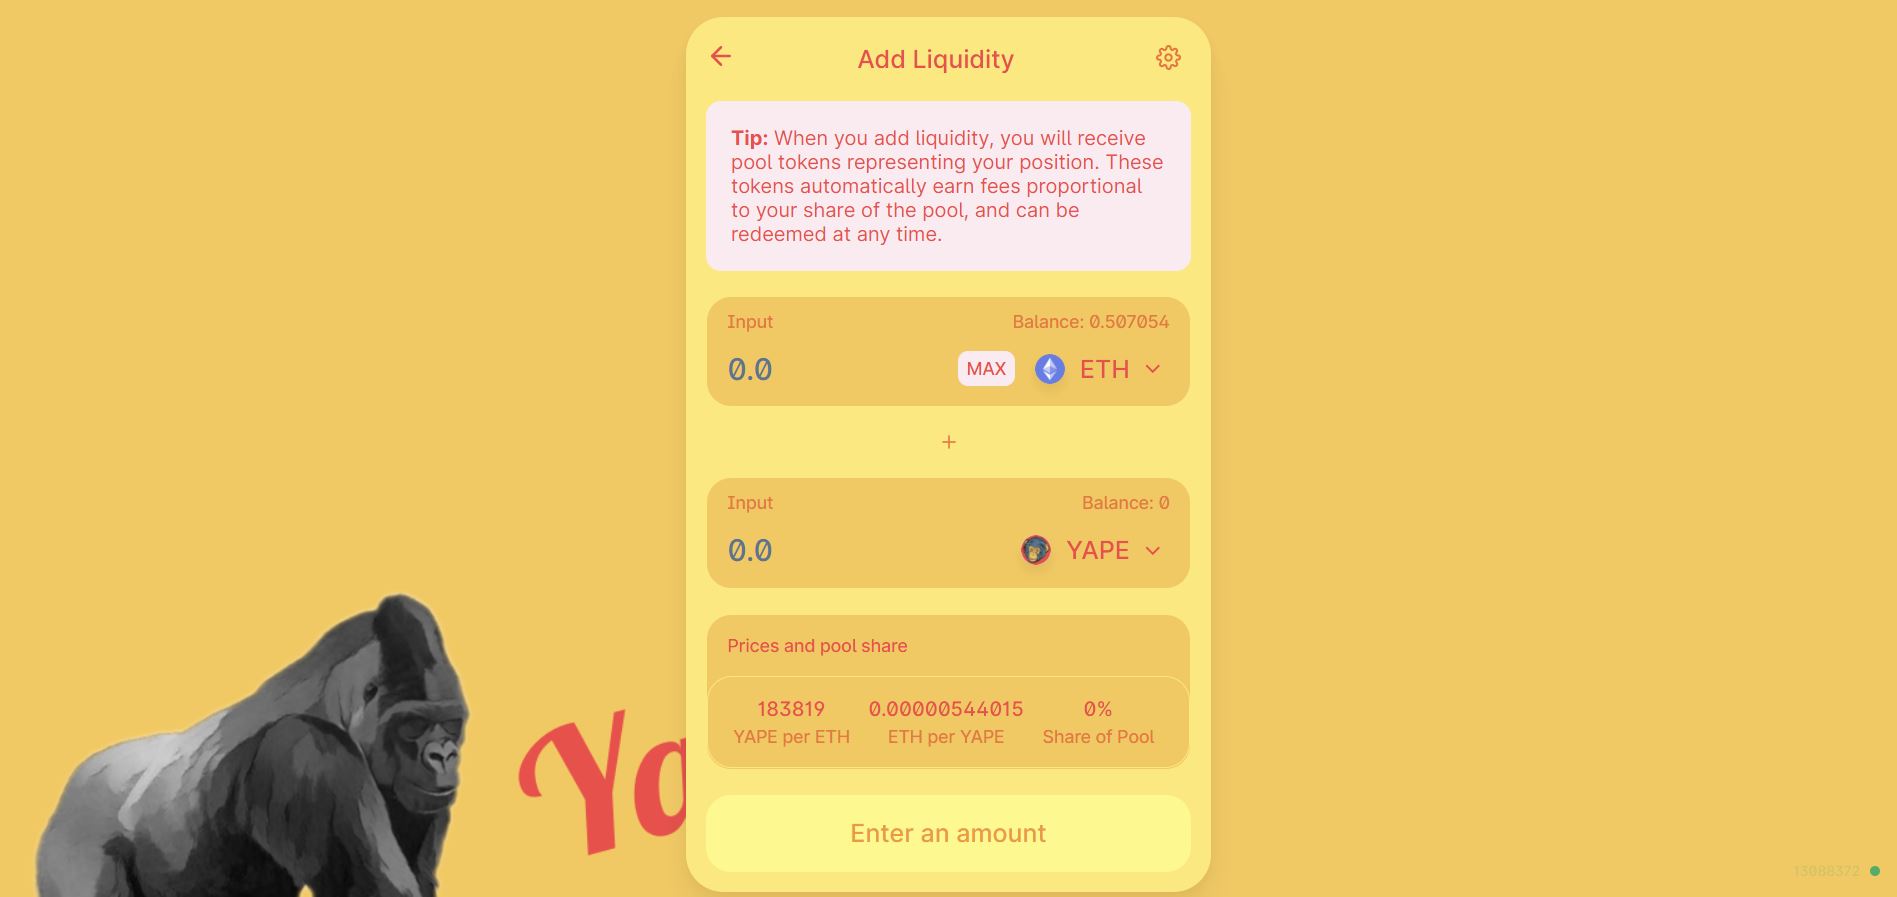 Add Liquidity
Tip: When you add liquidity, you will receive
pool tokens representing your position. These
tokens automatically earn fees proportional
to your share of the pool, and can be
redeemed at any time.
Input
Balance: 0.507054
0.0
MAX
ETH
+
Input
Balance: 0
0.0
YAPE
Prices and pool share
183819
0.00000544015
0%
YAPE per ETH
ETH per YAPE
Share of Pool
Enter an amount
13088372